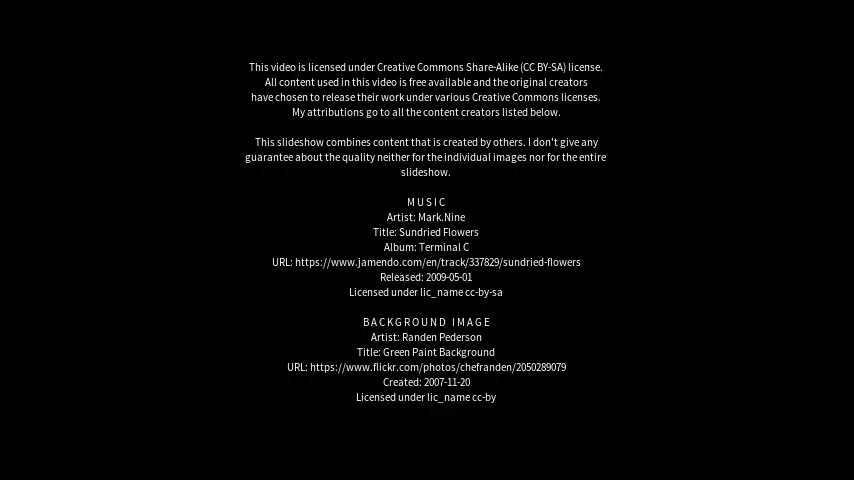 This video is licensed under Creative Commons Share-Alike (CC BY-SA) license.
All content used in this video is free available and the original creators
have chosen to release their work under various Creative Commons licenses.
My attributions go to all the content creators listed below.
This slideshow combines content that is created by others. I don't give any
guarantee about the quality neither for the individual images nor for the entire
slideshow.
MUSIC
Artist: Mark.Nine
Title: Sundried Flowers
Album: Terminal C
URL: https://www.jamendo.com/en/track/337829/sundried-flowers
Released: 2009-05-01
Licensed under lic_name cc-by-sa
BACKGROUND IMAGE
Artist: Randen Pederson
Title: Green Paint Background
URL: https://www.flickr.com/photos/chefranden/2050289079
Created: 2007-11-20
Licensed under lic_name cc-by